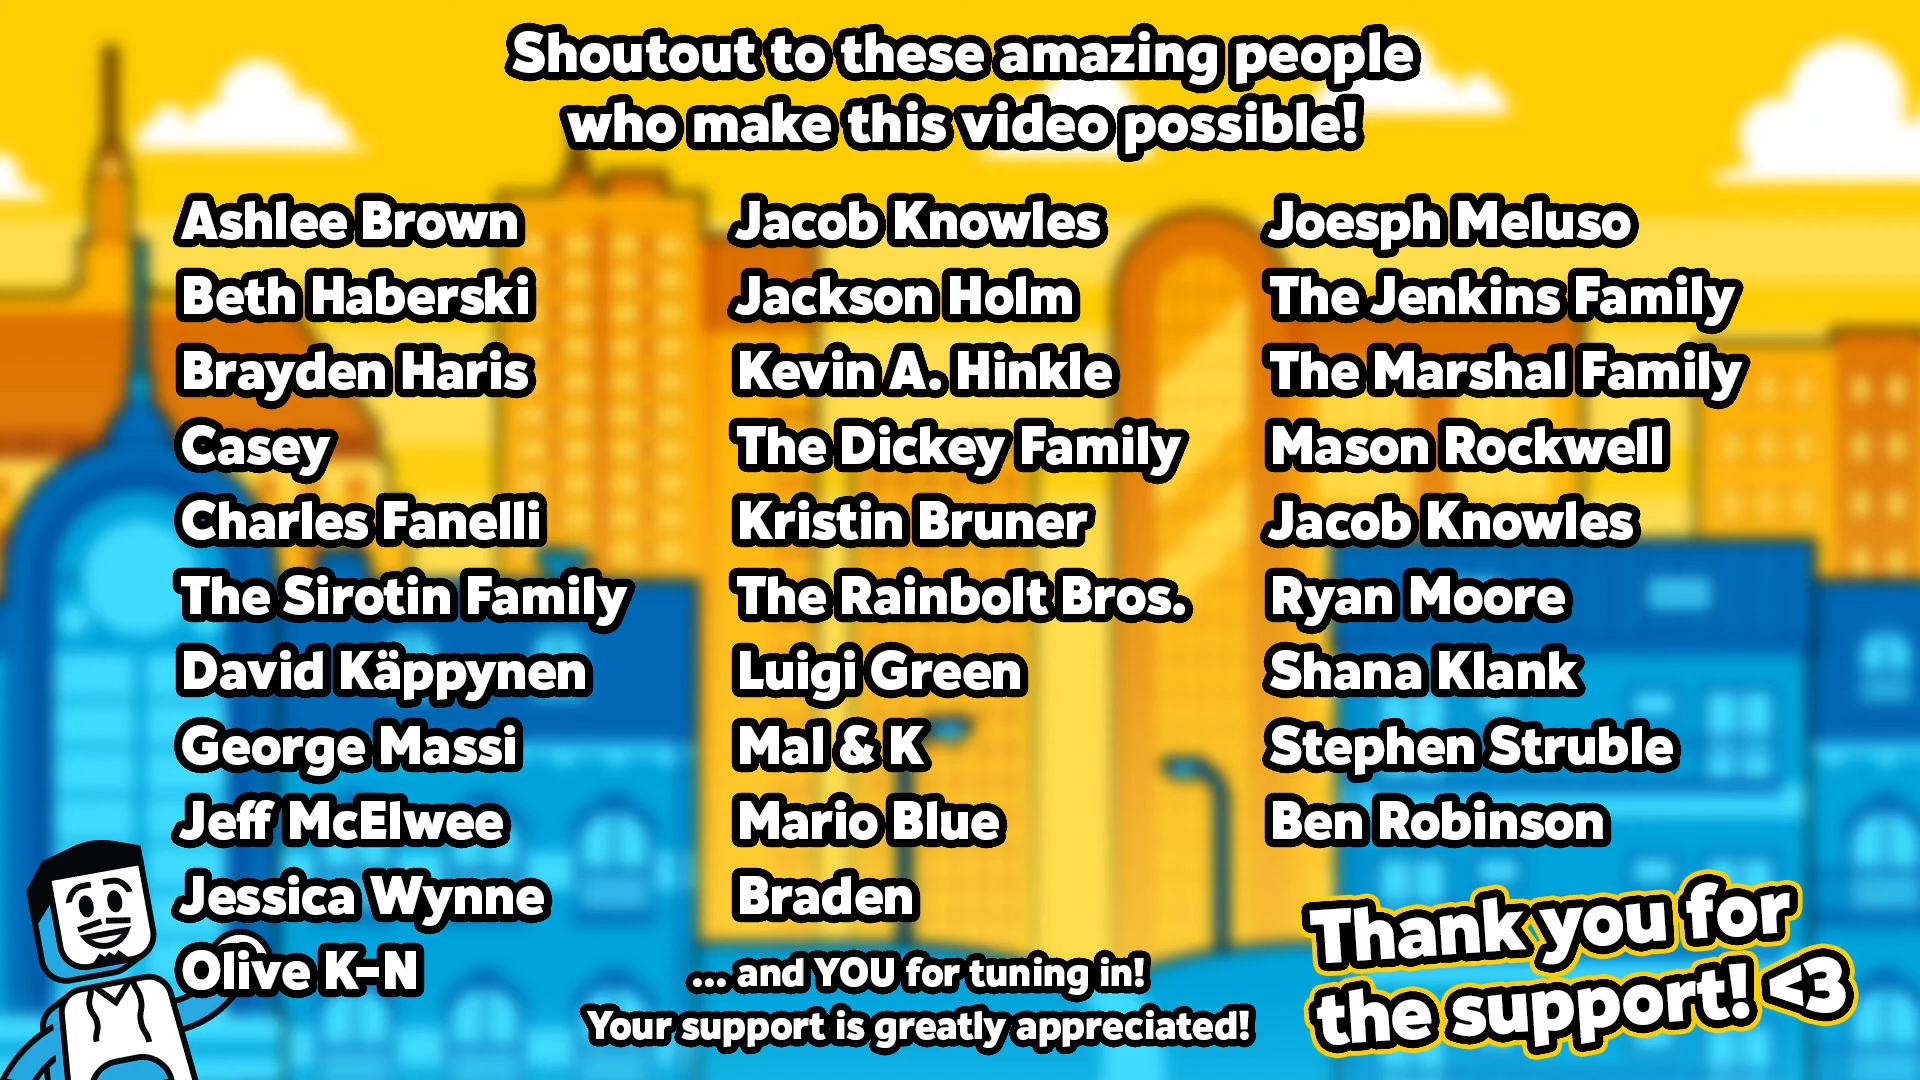 Shoutout to these amazing people
who make this video possible!
Ashlee Brown
Beth Haberski
Brayden Haris
Casey
Charles Fanelli
The Sirotin Family
David Käppynen
George Massi
Jeff McElwee
Jessica Wynne
Olive K-N
Jacob Knowles
Jackson Holm
Kevin A. Hinkle
The Dickey Family
Kristin Bruner
The Rainbolt Bros.
Luigi Green
Mal & K
Mario Blue
Braden
Joesph Meluso
The Jenkins Family
The Marshal Family
Mason Rockwell
Jacob Knowles
Ryan Moore
Shana Klank
Stephen Struble
Ben Robinson
... and YOU for tuning in!
Your support is greatly appreciated!
Thank you for
the support! <3